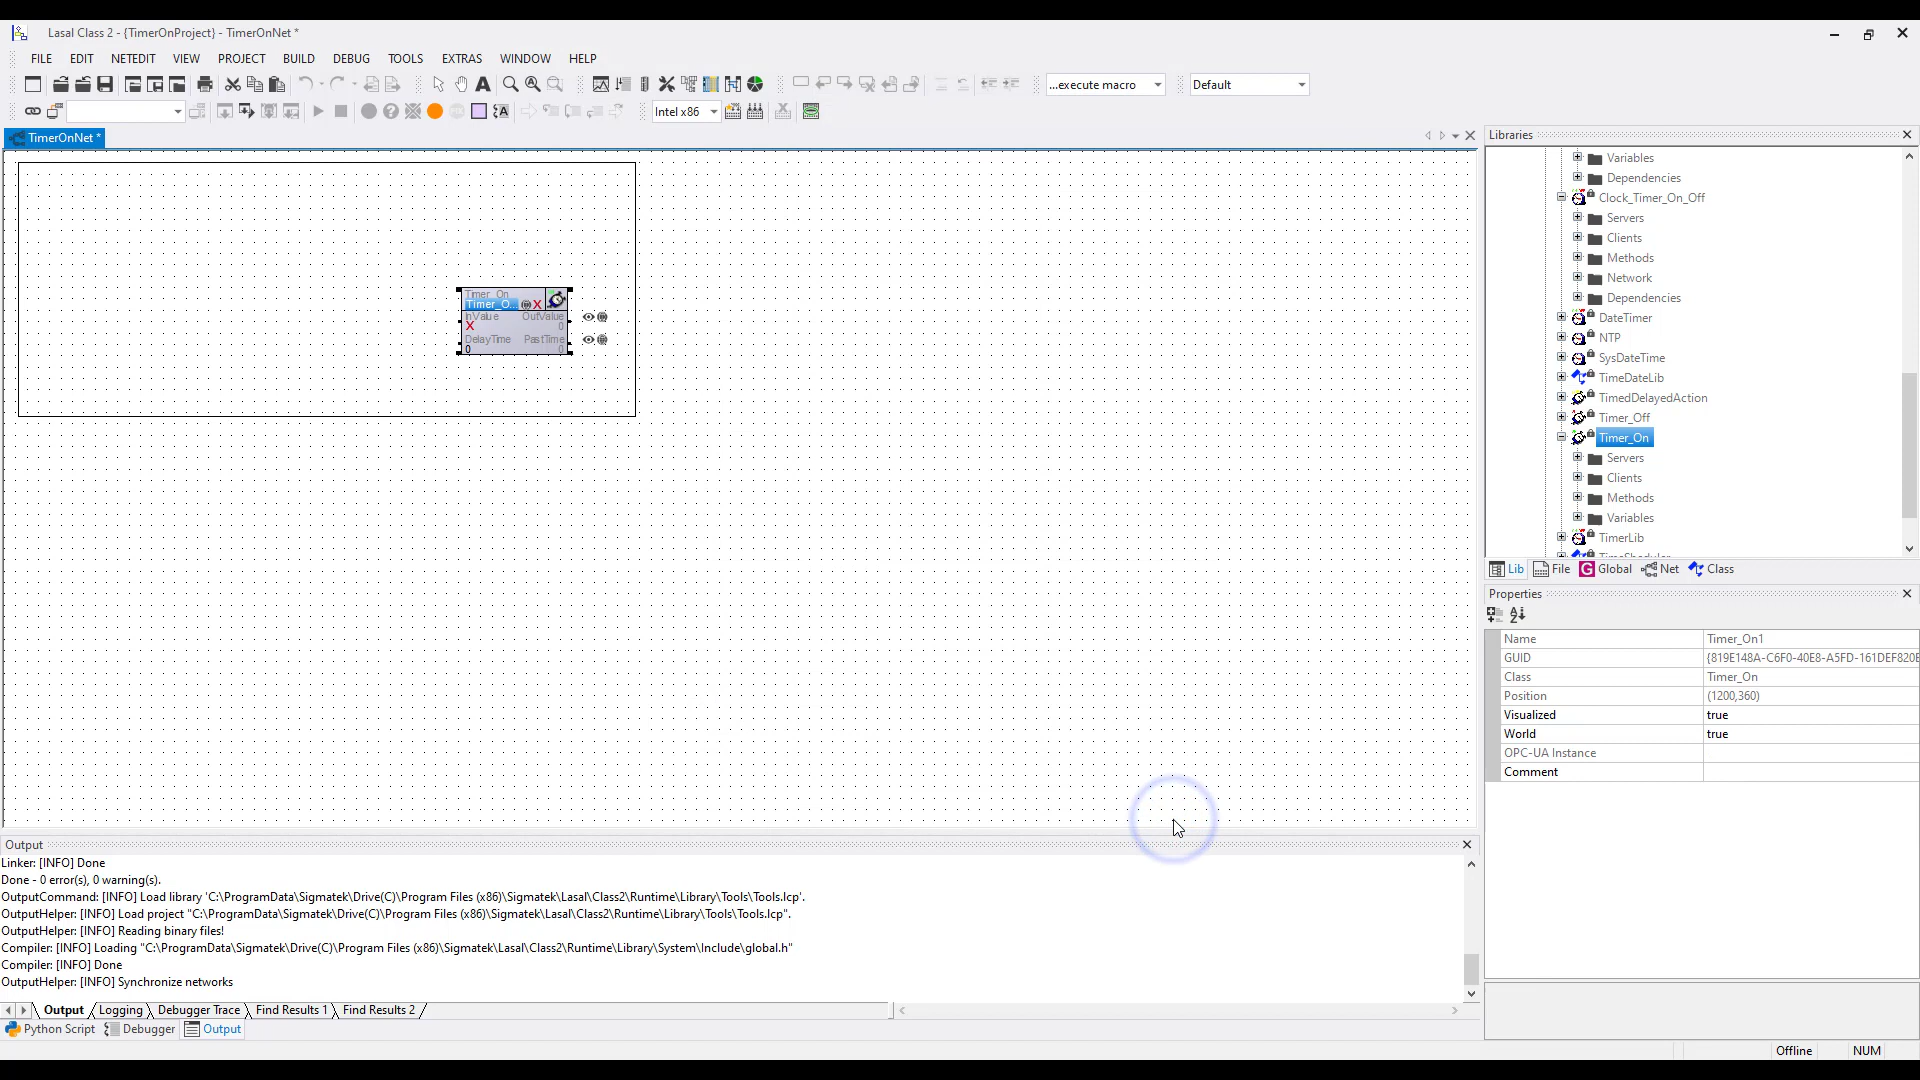 Lasal Class 2 - {TimerOnProject} - TimerOnNet *
FILE EDIT NETEDIT VIEW PROJECT BUILD DEBUG TOOLS EXTRAS WINDOW HELP
...execute macro Default
Intel x86
TimerOnNet *
Timer_On
Timer_O...
InValue OutValue
X 0
DelayTime PastTime
0 0
Libraries
Variables
Dependencies
Clock_Timer_On_Off
Servers
Clients
Methods
Network
Dependencies
DateTimer
NTP
SysDateTime
TimeDateLib
TimedDelayedAction
Timer_Off
Timer_On
Servers
Clients
Methods
Variables
TimerLib
Lib File Global Net Class
Properties
Name Timer_On1
GUID {819E148A-C6F0-40E8-A5FD-161DEF820E
Class Timer_On
Position (1200,360)
Visualized true
World true
OPC-UA Instance
Comment
Output
Linker: [INFO] Done
Done - 0 error(s), 0 warning(s).
OutputCommand: [INFO] Load library 'C:\ProgramData\Sigmatek\Drive(C)\Program Files (x86)\Sigmatek\Lasal\Class2\Runtime\Library\Tools\Tools.lcp'.
OutputHelper: [INFO] Load project "C:\ProgramData\Sigmatek\Drive(C)\Program Files (x86)\Sigmatek\Lasal\Class2\Runtime\Library\Tools\Tools.lcp".
OutputHelper: [INFO] Reading binary files!
Compiler: [INFO] Loading "C:\ProgramData\Sigmatek\Drive(C)\Program Files (x86)\Sigmatek\Lasal\Class2\Runtime\Library\System\Include\global.h"
Compiler: [INFO] Done
OutputHelper: [INFO] Synchronize networks
Output Logging Debugger Trace Find Results 1 Find Results 2
Python Script Debugger Output
Offline NUM